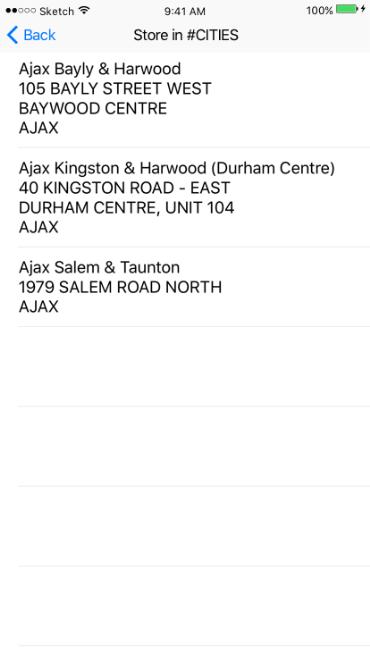 Sketch 9:41 AM 100%
Back Store in #CITIES
Ajax Bayly & Harwood
105 BAYLY STREET WEST
BAYWOOD CENTRE
AJAX
Ajax Kingston & Harwood (Durham Centre)
40 KINGSTON ROAD - EAST
DURHAM CENTRE, UNIT 104
AJAX
Ajax Salem & Taunton
1979 SALEM ROAD NORTH
AJAX